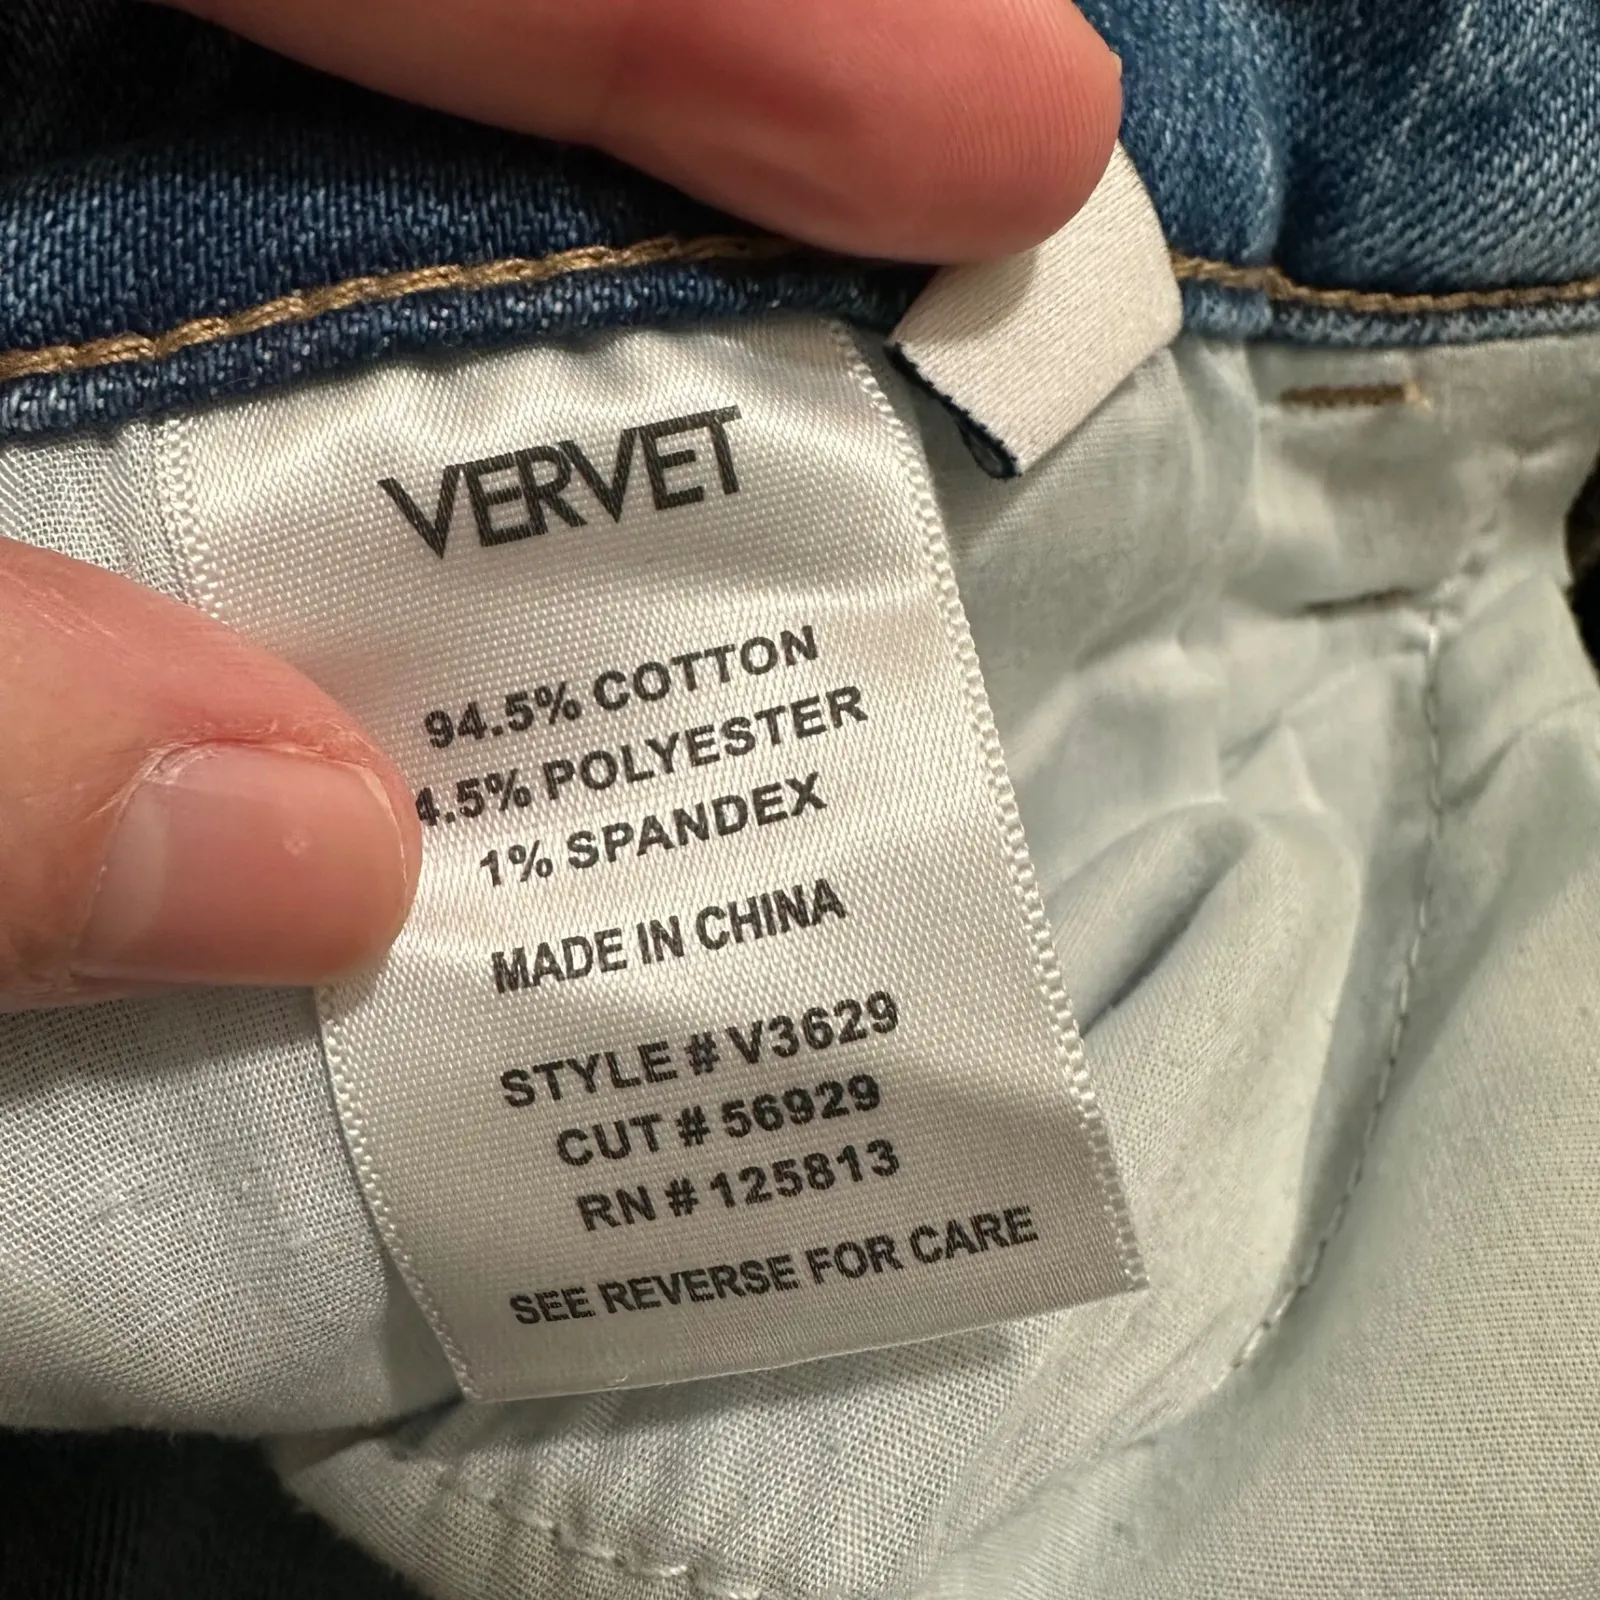 VERVET
94.5% COTTON
4.5% POLYESTER
1% SPANDEX
MADE IN CHINA
STYLE # V3629
CUT # 56929
RN # 125813
SEE REVERSE FOR CARE